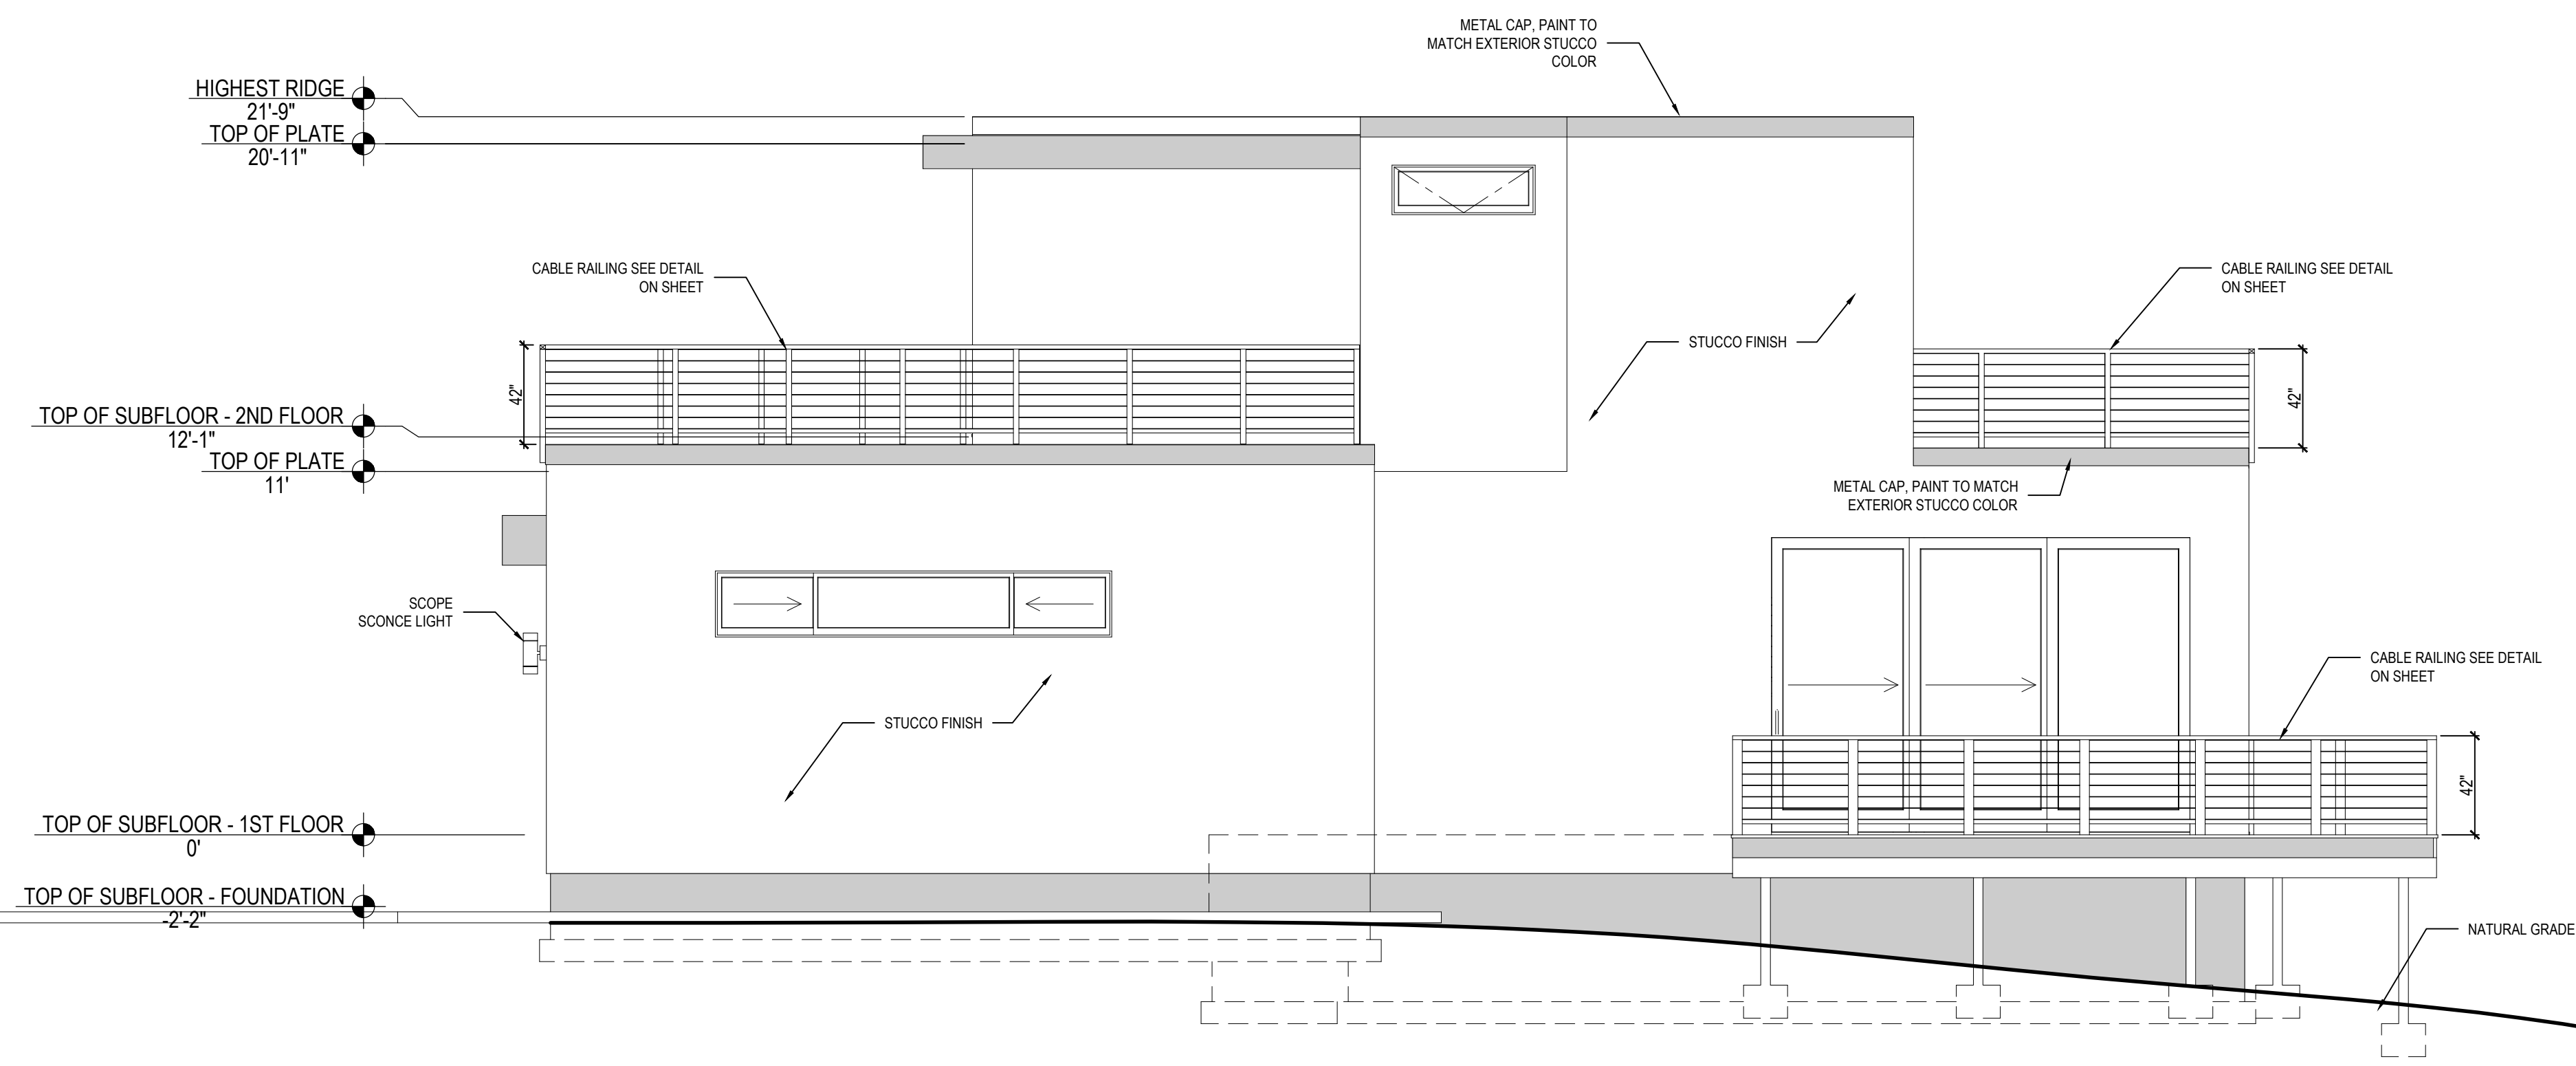 METAL CAP, PAINT TO
MATCH EXTERIOR STUCCO
COLOR
HIGHEST RIDGE
21'-9"
TOP OF PLATE
20'-11"
CABLE RAILING SEE DETAIL
ON SHEET
CABLE RAILING SEE DETAIL
ON SHEET
STUCCO FINISH
42"
42"
TOP OF SUBFLOOR - 2ND FLOOR
12'-1"
TOP OF PLATE
11'
METAL CAP, PAINT TO MATCH
EXTERIOR STUCCO COLOR
SCOPE
SCONCE LIGHT
CABLE RAILING SEE DETAIL
ON SHEET
STUCCO FINISH
42"
TOP OF SUBFLOOR - 1ST FLOOR
0'
TOP OF SUBFLOOR - FOUNDATION
-2'-2"
NATURAL GRADE